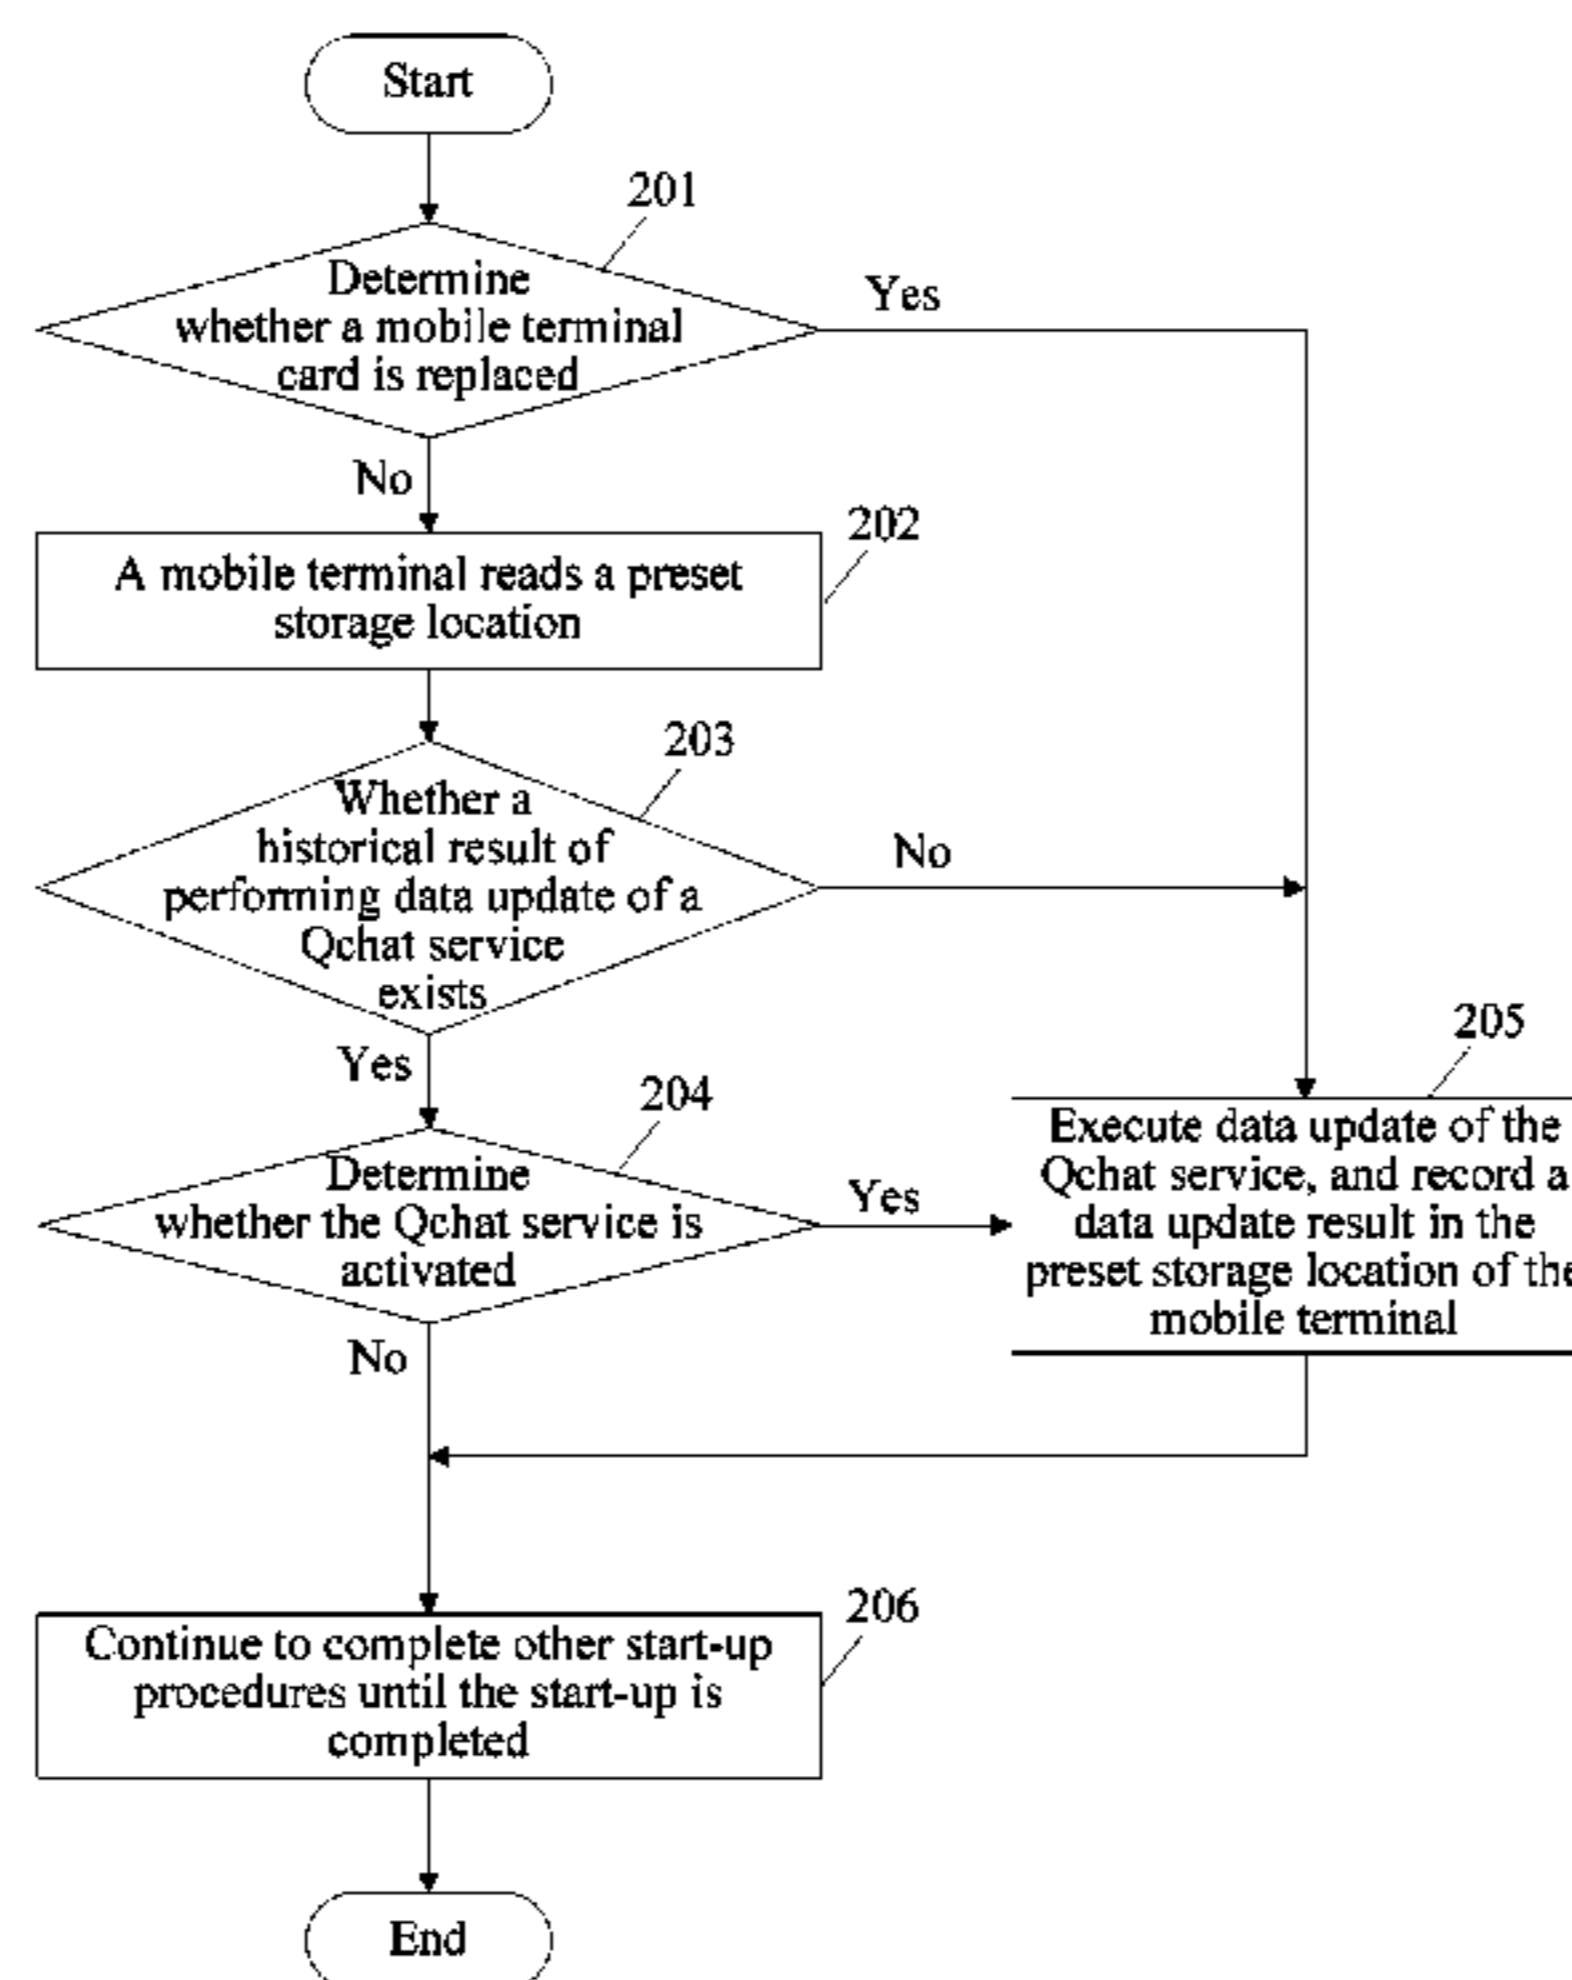 Start
201
Determine
whether a mobile terminal
card is replaced
Yes
No
202
A mobile terminal reads a preset
storage location
203
Whether a
historical result of
performing data update of a
Qchat service
exists
No
Yes
204
Determine
whether the Qchat service is
activated
Yes
No
205
Execute data update of the
Qchat service, and record a
data update result in the
preset storage location of the
mobile terminal
206
Continue to complete other start-up
procedures until the start-up is
completed
End